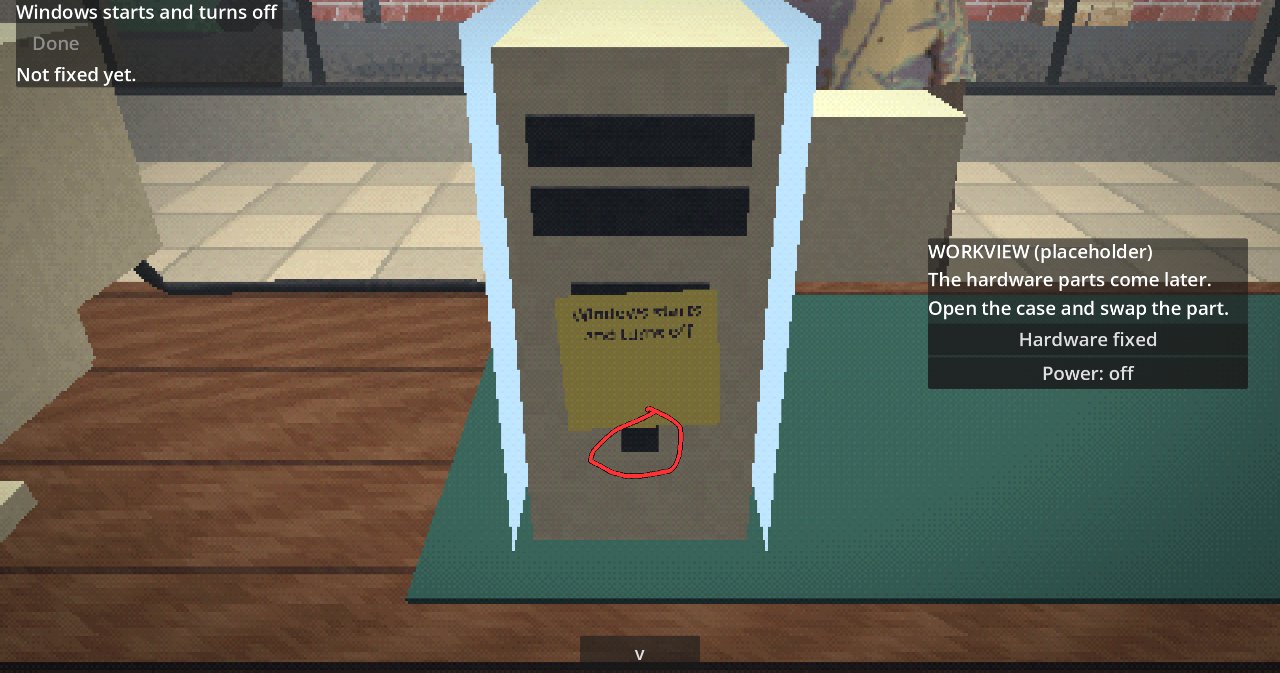 Windows starts and turns off
Done
Not fixed yet.
WORKVIEW (placeholder)
The hardware parts come later.
Open the case and swap the part.
Hardware fixed
Power: off
Windows starts
and turns off
v